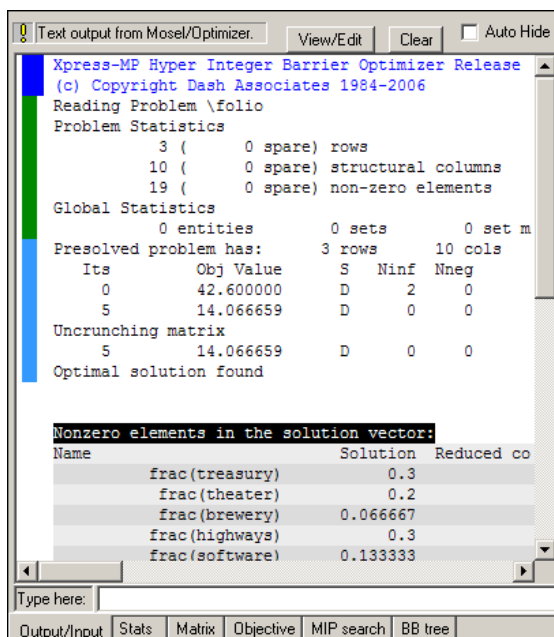 Text output from Mosel/Optimizer.
View/Edit
Clear
Auto Hide
Xpress-MP Hyper Integer Barrier Optimizer Release
(c) Copyright Dash Associates 1984-2006
Reading Problem \folio
Problem Statistics
3 ( 0 spare) rows
10 ( 0 spare) structural columns
19 ( 0 spare) non-zero elements
Global Statistics
0 entities 0 sets 0 set m
Presolved problem has: 3 rows 10 cols
Its Obj Value S Ninf Nneg
0 42.600000 D 2 0
5 14.066659 D 0 0
Uncrunching matrix
5 14.066659 D 0 0
Optimal solution found
Nonzero elements in the solution vector:
Name Solution Reduced co
frac(treasury) 0.3
frac(theater) 0.2
frac(brewery) 0.066667
frac(highways) 0.3
frac(software) 0.133333
Type here:
Output/Input Stats Matrix Objective MIP search BB tree